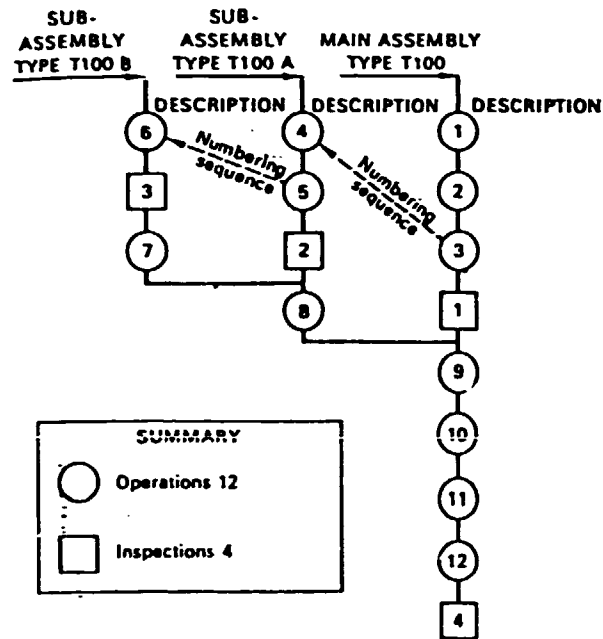 SUB-
ASSEMBLY
TYPE T100 B
SUB-
ASSEMBLY
TYPE T100 A
MAIN ASSEMBLY
TYPE T100
DESCRIPTION
DESCRIPTION
DESCRIPTION
6
4
1
Numbering
sequence
Numbering
sequence
3
5
2
7
2
3
8
1
9
10
11
12
4
SUMMARY
Operations 12
Inspections 4